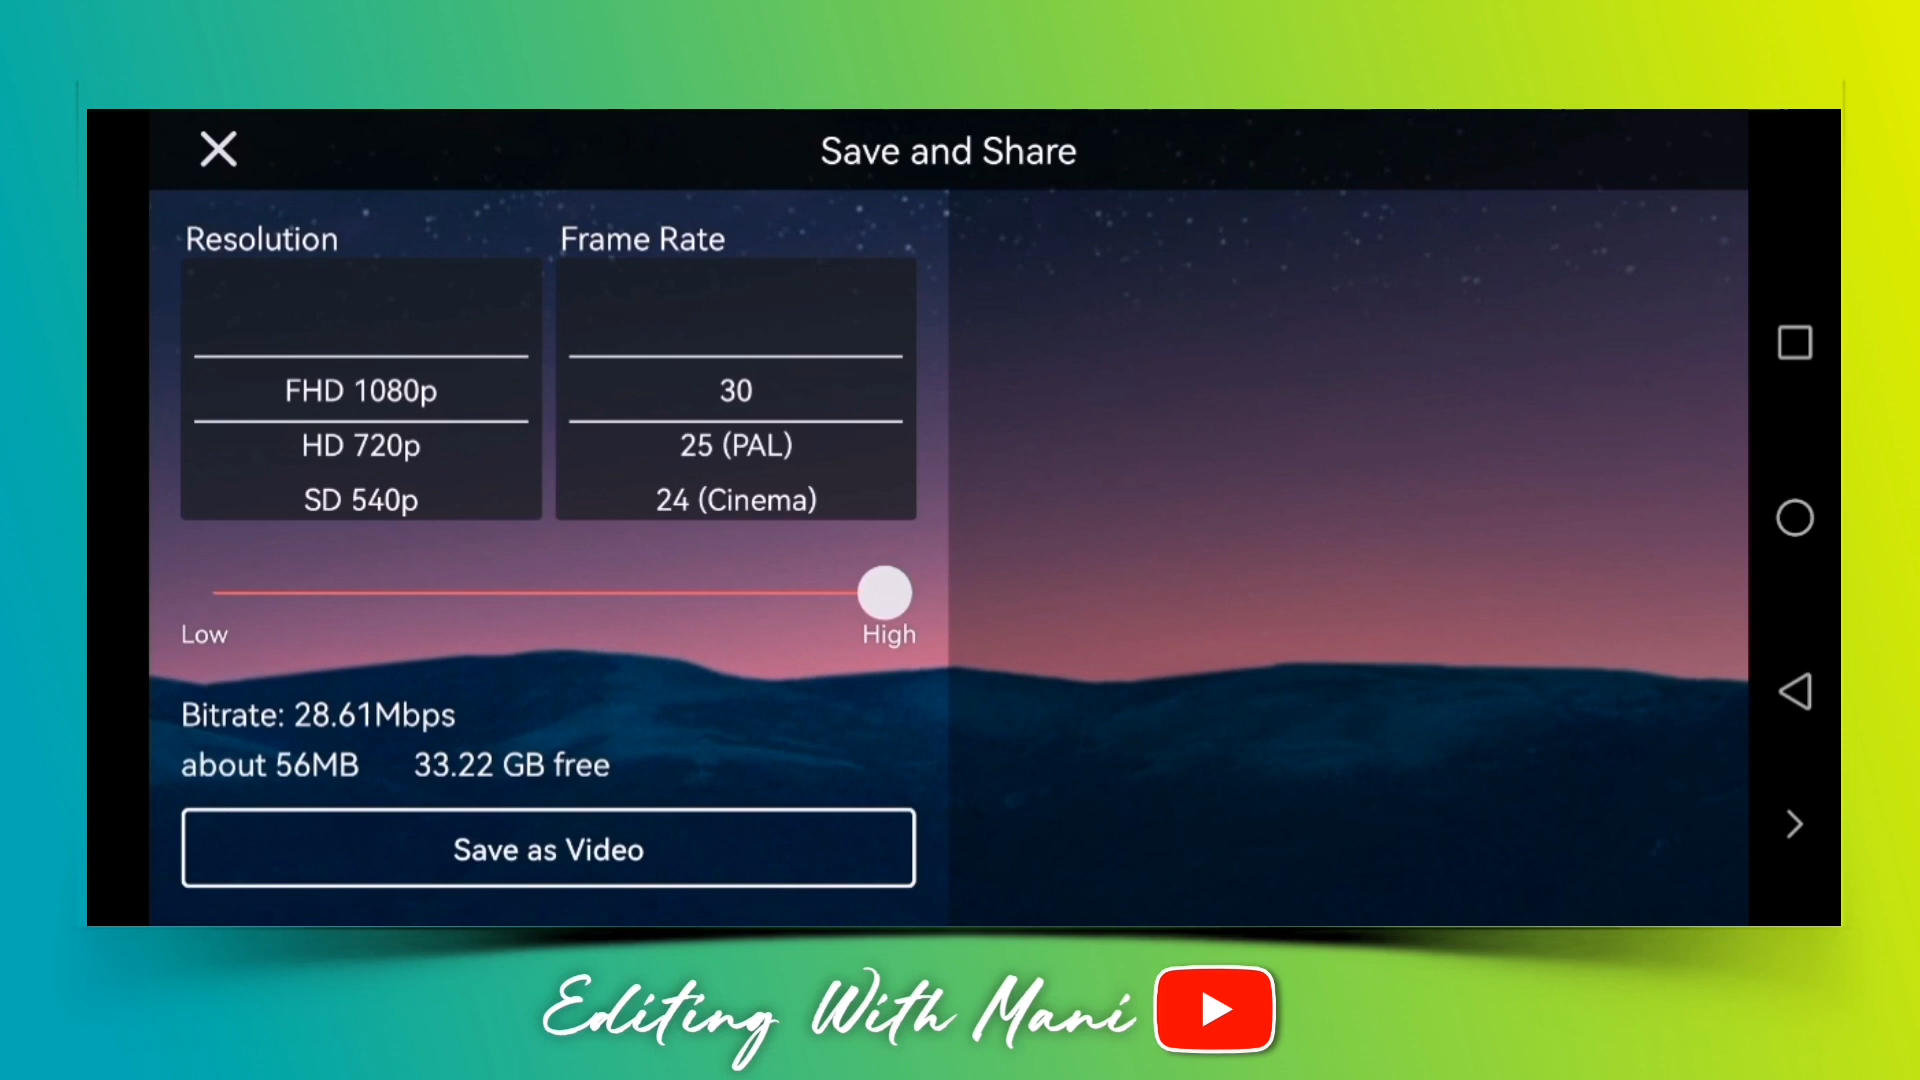 Save and Share
Resolution
Frame Rate
FHD 1080p
30
HD 720p
25 (PAL)
SD 540p
24 (Cinema)
Low
High
Bitrate: 28.61Mbps
about 56MB 33.22 GB free
Save as Video
Editing With Mani